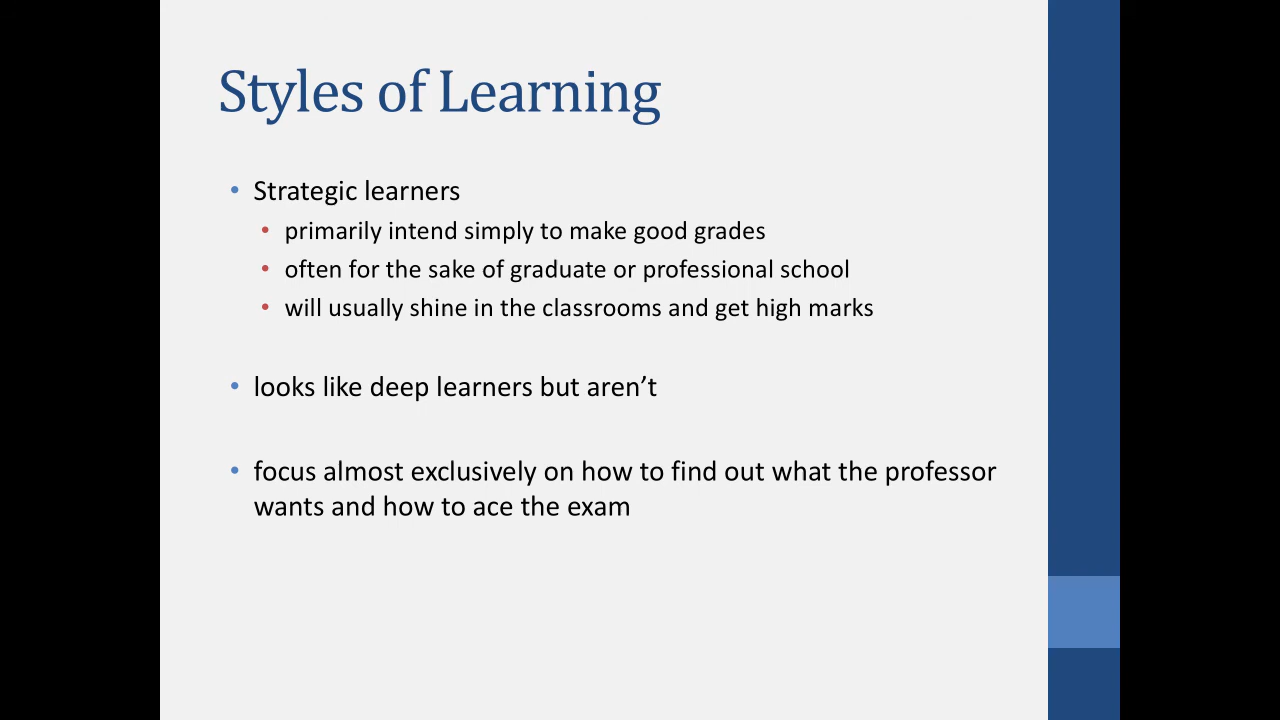 Styles of Learning
• Strategic learners
• primarily intend simply to make good grades
• often for the sake of graduate or professional school
• will usually shine in the classrooms and get high marks
• looks like deep learners but aren’t
• focus almost exclusively on how to find out what the professor
wants and how to ace the exam